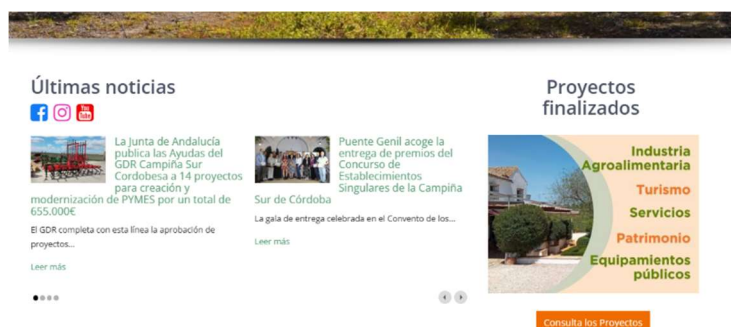 Últimas noticias
You
Tube
La Junta de Andalucía
publica las Ayudas del
GDR Campiña Sur
Cordobesa a 14 proyectos
para creación y
modernización de PYMES por un total de
655.000€
El GDR completa con esta línea la aprobación de
proyectos...
Leer más
Puente Genil acoge la
entrega de premios del
Concurso de
Establecimientos
Singulares de la Campiña
Sur de Córdoba
La gala de entrega celebrada en el Convento de los...
Leer más
Proyectos
finalizados
Industria
Agroalimentaria
Turismo
Servicios
Patrimonio
Equipamientos
públicos
Consulta los Proyectos